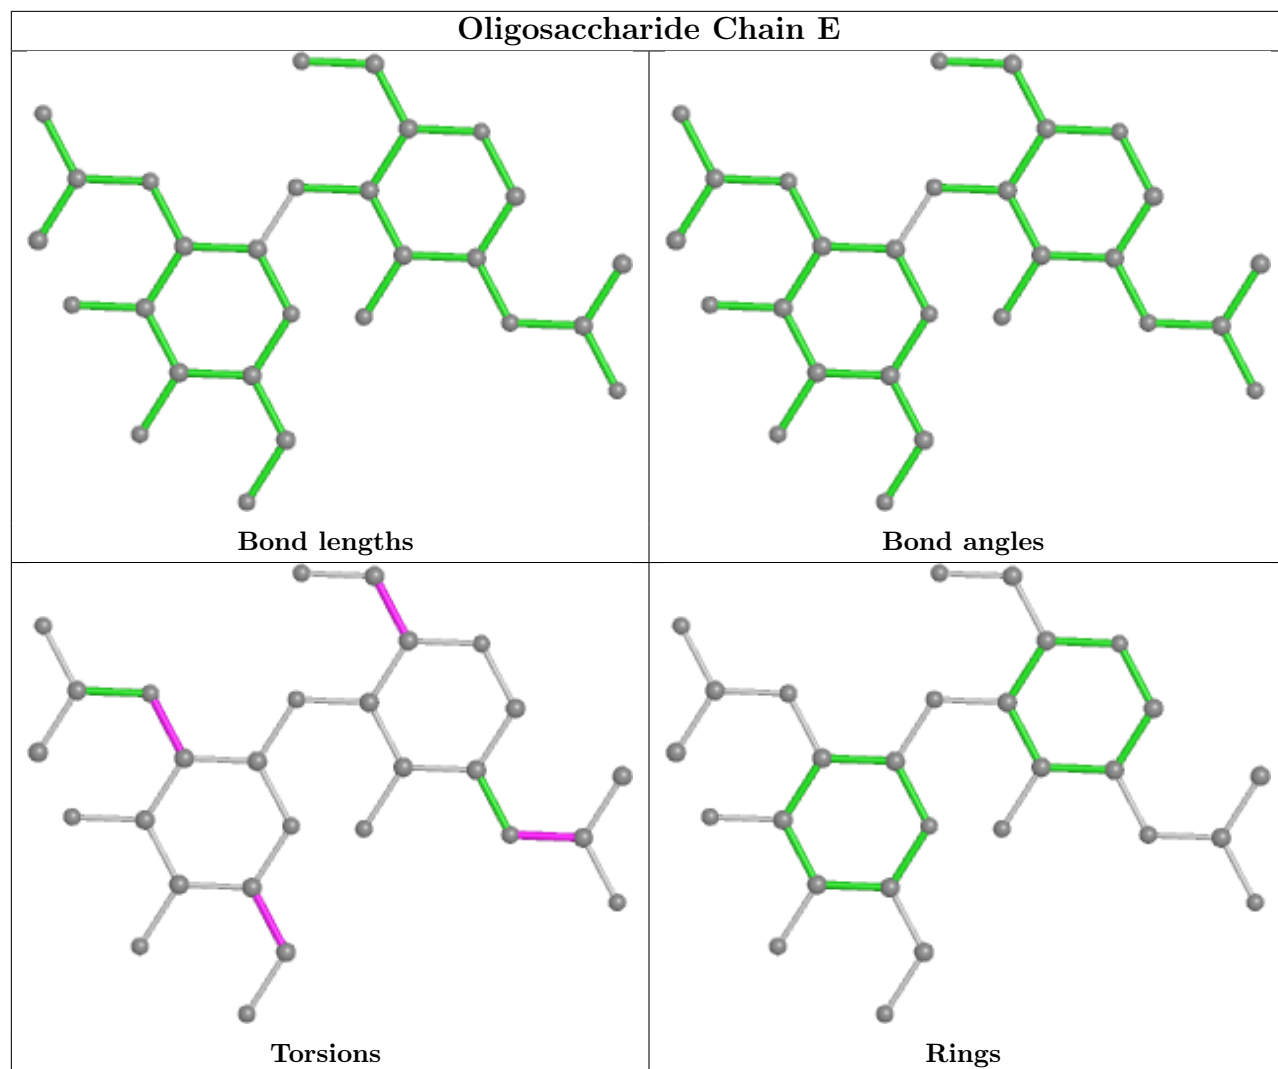 Oligosaccharide Chain E
Bond lengths
Bond angles
Torsions
Rings